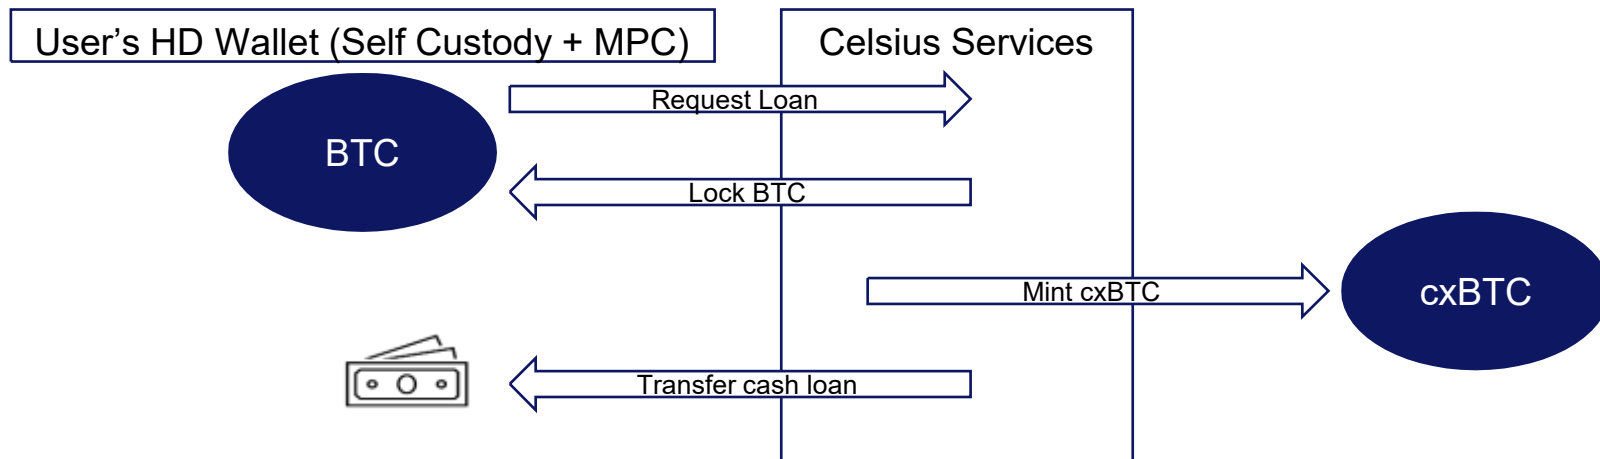 User's HD Wallet (Self Custody + MPC)
Celsius Services
Request Loan
BTC
Lock BTC
Mint cxBTC
cxBTC
Transfer cash loan